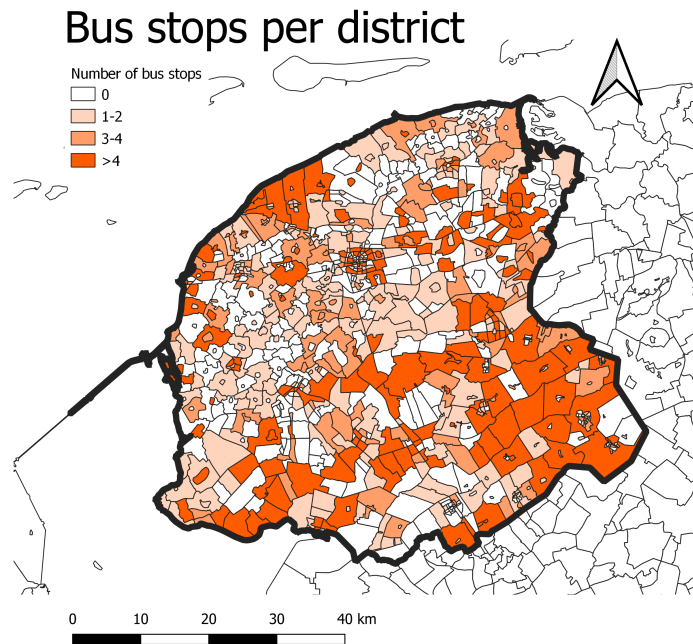 Bus stops per district
Number of bus stops
0
1-2
3-4
>4
0 10 20 30 40 km